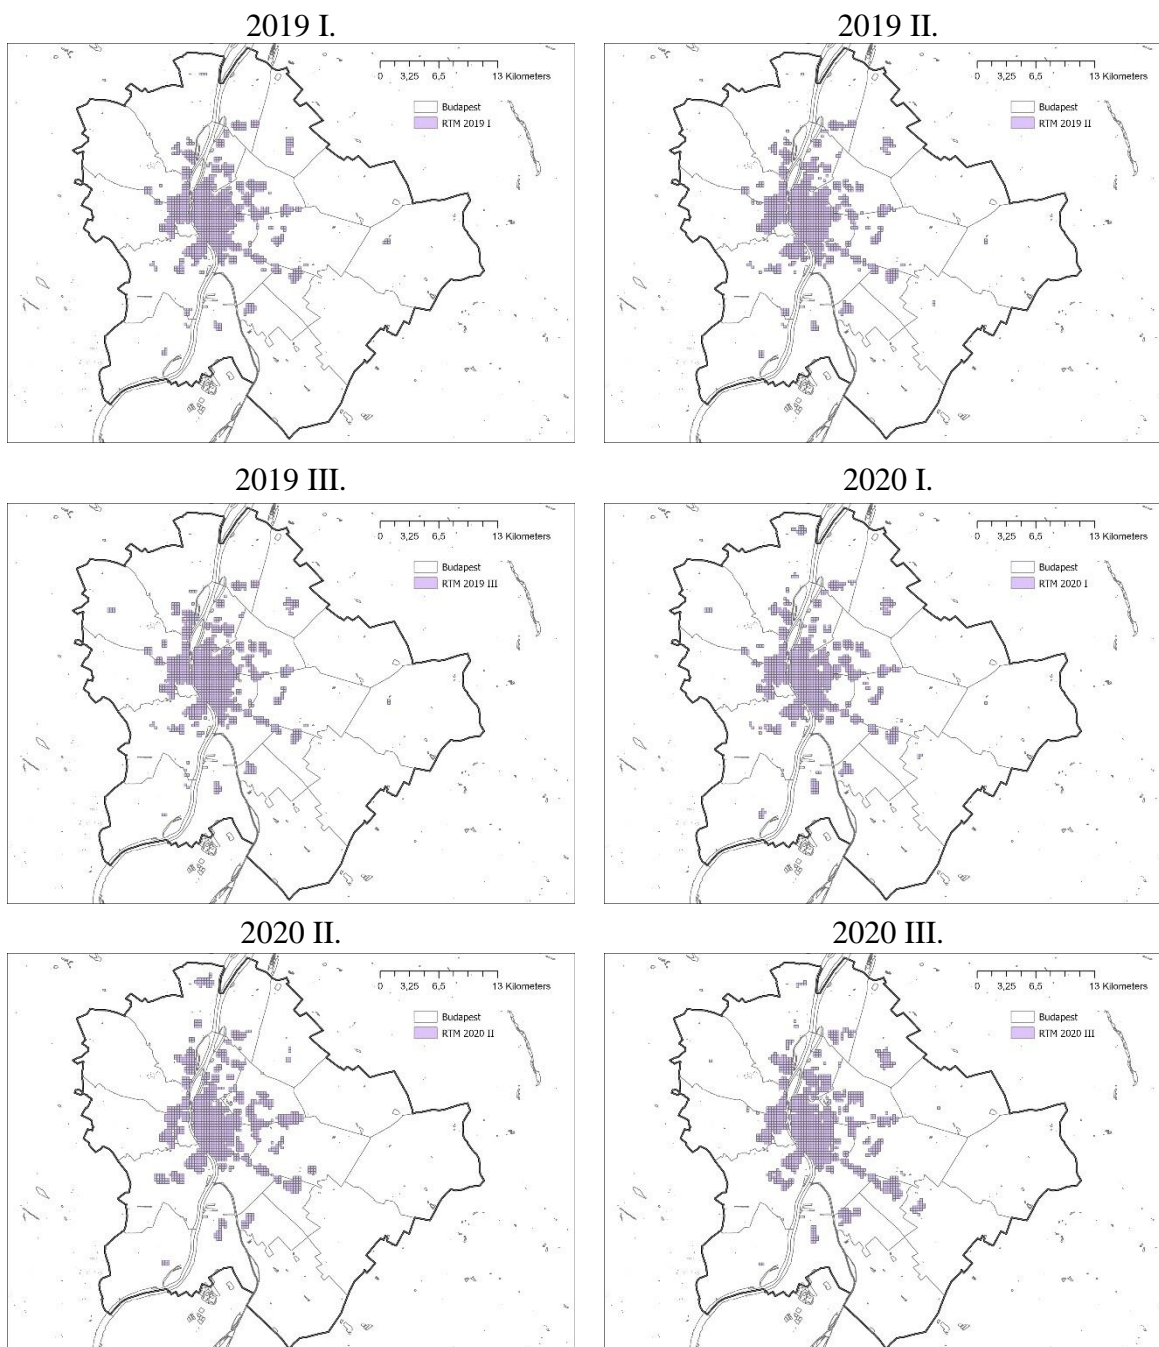 2019 I.
2019 II.
0 3,25 6,5 13 Kilometers
Budapest
RTM 2019 I
0 3,25 6,5 13 Kilometers
Budapest
RTM 2019 II
2019 III.
2020 I.
0 3,25 6,5 13 Kilometers
Budapest
RTM 2019 III
0 3,25 6,5 13 Kilometers
Budapest
RTM 2020 I
2020 II.
2020 III.
0 3,25 6,5 13 Kilometers
Budapest
RTM 2020 II
0 3,25 6,5 13 Kilometers
Budapest
RTM 2020 III